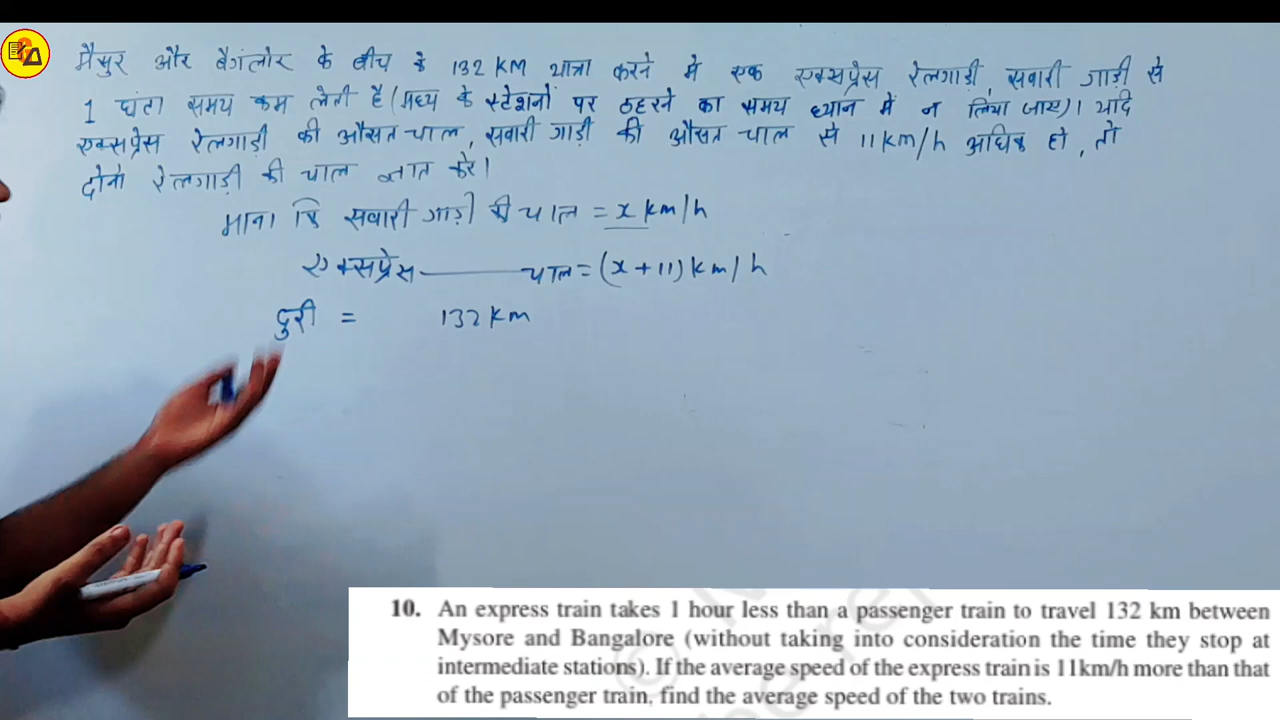 मैसुर और बैगंलोर के बीच के 132 KM यात्रा करने मे एक एक्सप्रेस रेलगाड़ी, सवारी गाड़ी से
1 घंटा समय कम लेती है (मध्य के स्टेशनों पर ठहरने का समय ध्यान में न लिया जाए)। यदि
एक्सप्रेस रेलगाड़ी की औसत चाल, सवारी गाड़ी की औसत चाल से 11km/h अधिक हो, तो
दोनो रेलगाड़ी की चाल ज्ञात करे।
माना कि सवारी गाड़ी की चाल = x km/h
एक्सप्रेस ———— चाल = (x + 11) km/h
दुरी = 132 km
10. An express train takes 1 hour less than a passenger train to travel 132 km between
Mysore and Bangalore (without taking into consideration the time they stop at
intermediate stations). If the average speed of the express train is 11km/h more than that
of the passenger train, find the average speed of the two trains.